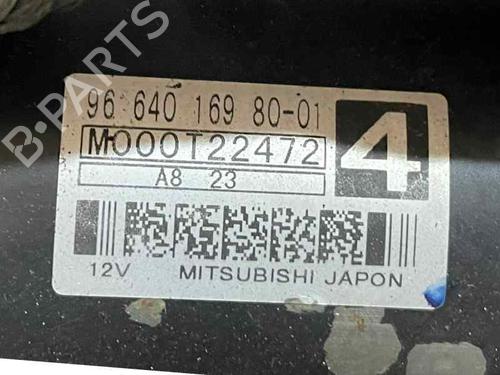 96 640 169 80-01
M000T22472
4
A8 23
12V MITSUBISHI JAPON
B-PARTS